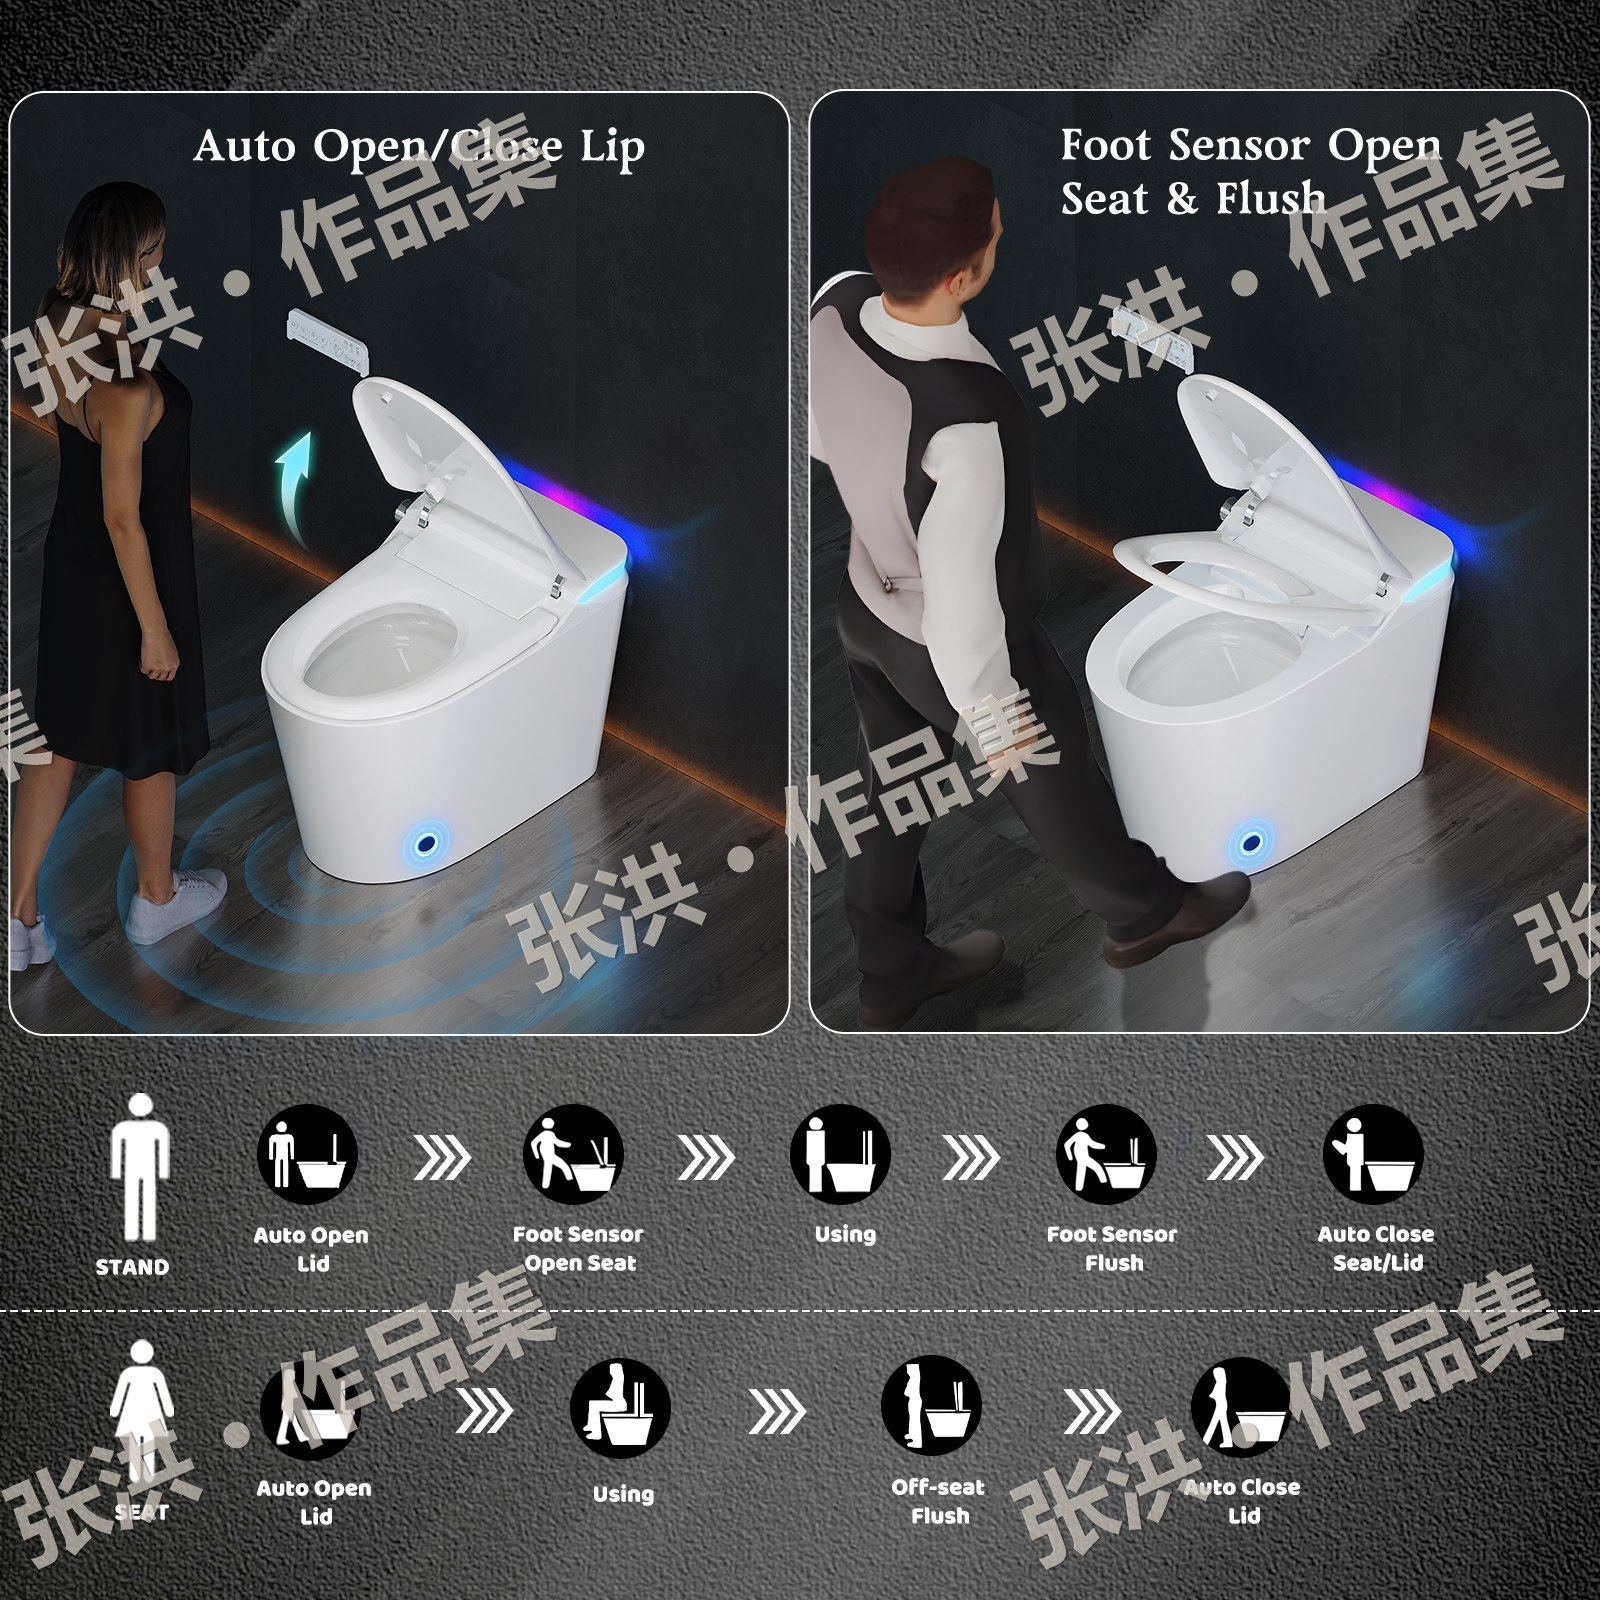 Auto Open/Close Lip
Foot Sensor Open
Seat & Flush
张洪·作品集
张洪·作品集
张洪·作品集
集
张
STAND
Auto Open
Lid
Foot Sensor
Open Seat
Using
Foot Sensor
Flush
Auto Close
Seat/Lid
张洪·作品集
张洪·作品集
SEAT
Auto Open
Lid
Using
Off-seat
Flush
Auto Close
Lid